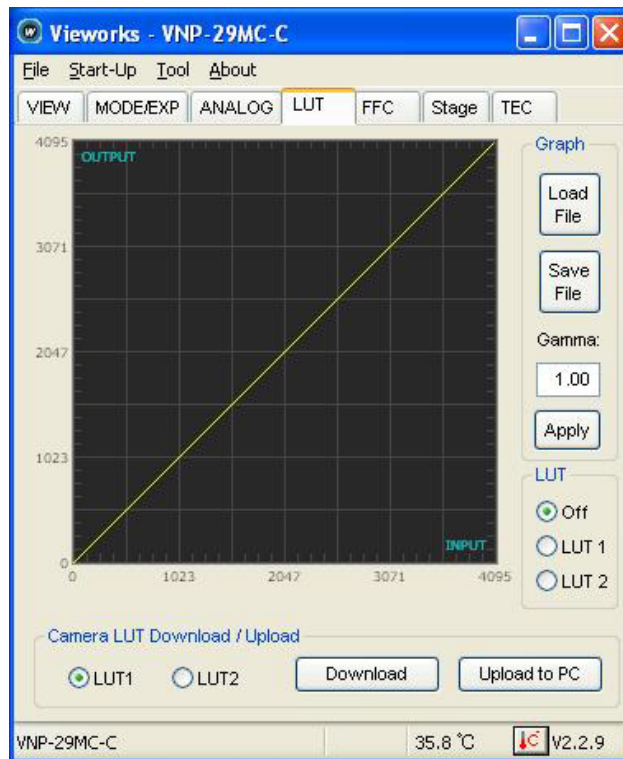 Vieworks - VNP-29MC-C
File Start-Up Tool About
VIEW MODE/EXP ANALOG LUT FFC Stage TEC
4095
OUTPUT
3071
2047
1023
0
INPUT
0 1023 2047 3071 4095
Graph
Load
File
Save
File
Gamma:
1.00
Apply
LUT
Off
LUT 1
LUT 2
Camera LUT Download / Upload
LUT1 LUT2 Download Upload to PC
VNP-29MC-C 35.8 ℃ C V2.2.9